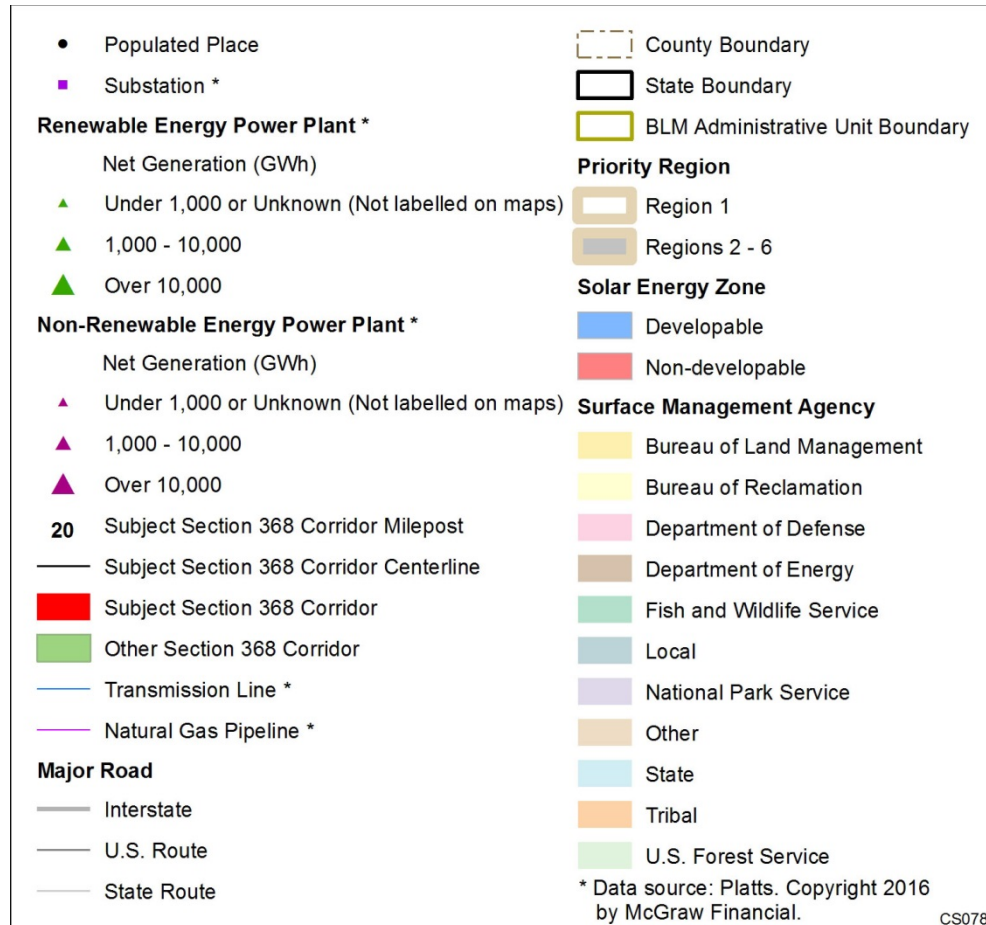 Populated Place
Substation *
Renewable Energy Power Plant *
Net Generation (GWh)
Under 1,000 or Unknown (Not labelled on maps)
1,000 - 10,000
Over 10,000
Non-Renewable Energy Power Plant *
Net Generation (GWh)
Under 1,000 or Unknown (Not labelled on maps)
1,000 - 10,000
Over 10,000
20 Subject Section 368 Corridor Milepost
Subject Section 368 Corridor Centerline
Subject Section 368 Corridor
Other Section 368 Corridor
Transmission Line *
Natural Gas Pipeline *
Major Road
Interstate
U.S. Route
State Route
County Boundary
State Boundary
BLM Administrative Unit Boundary
Priority Region
Region 1
Regions 2 - 6
Solar Energy Zone
Developable
Non-developable
Surface Management Agency
Bureau of Land Management
Bureau of Reclamation
Department of Defense
Department of Energy
Fish and Wildlife Service
Local
National Park Service
Other
State
Tribal
U.S. Forest Service
* Data source: Platts. Copyright 2016
by McGraw Financial.
CS078